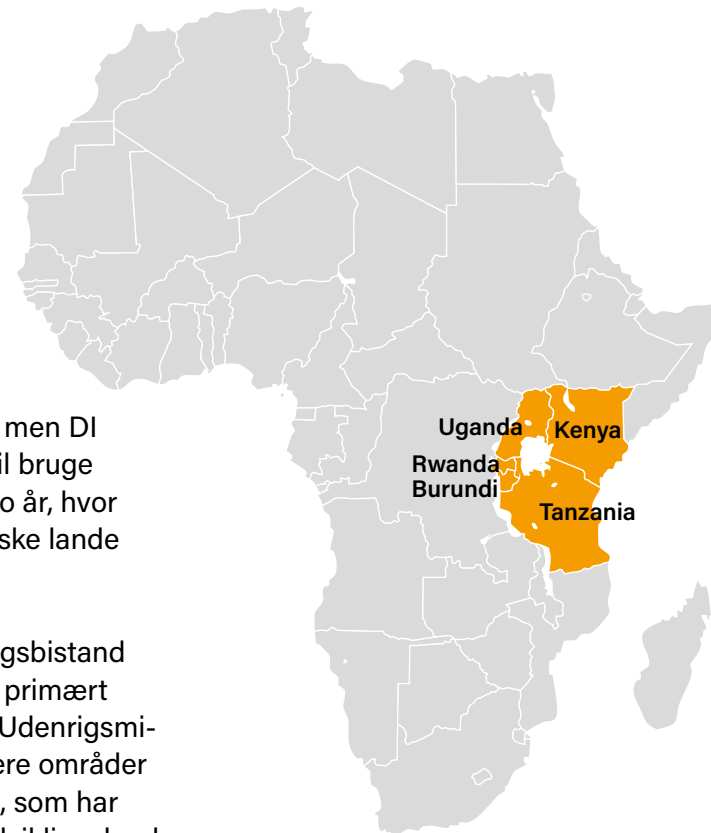 men DI
il bruge
o år, hvor
ske lande
gsbistand
primært
Udenrigsmi-
ere områder
, som har
Uganda
Kenya
Rwanda
Burundi
Tanzania